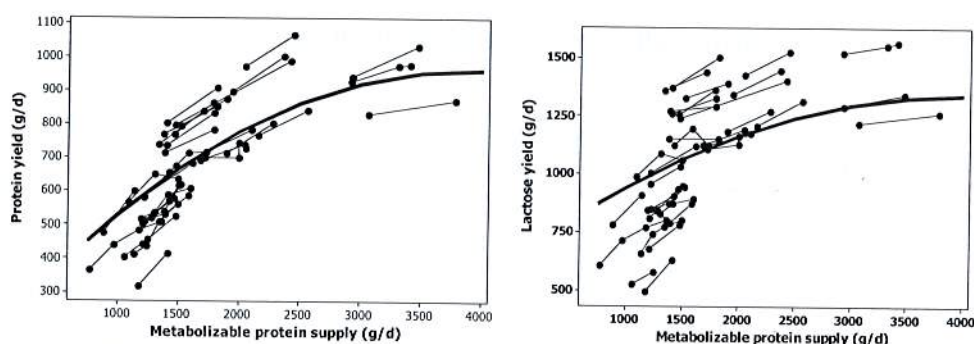 1100
1000
900
800
700
600
500
400
300
Protein yield (g/d)
1000 1500 2000 2500 3000 3500 4000
Metabolizable protein supply (g/d)
1500
1250
1000
750
500
Lactose yield (g/d)
1000 1500 2000 2500 3000 3500 4000
Metabolizable protein supply (g/d)